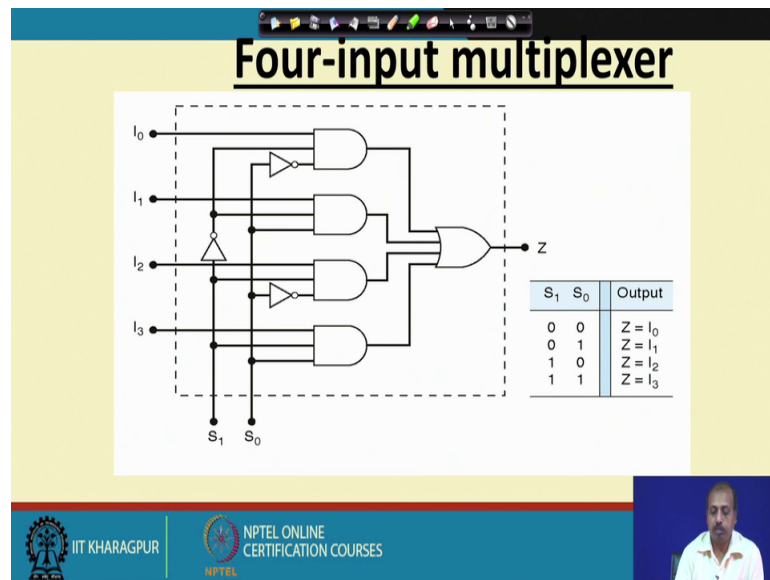 Four-input multiplexer
I₀
I₁
I₂
I₃
Z
S₁ S₀
S₁ S₀ Output
0 0 Z = I₀
0 1 Z = I₁
1 0 Z = I₂
1 1 Z = I₃
IIT KHARAGPUR
NPTEL
NPTEL ONLINE
CERTIFICATION COURSES